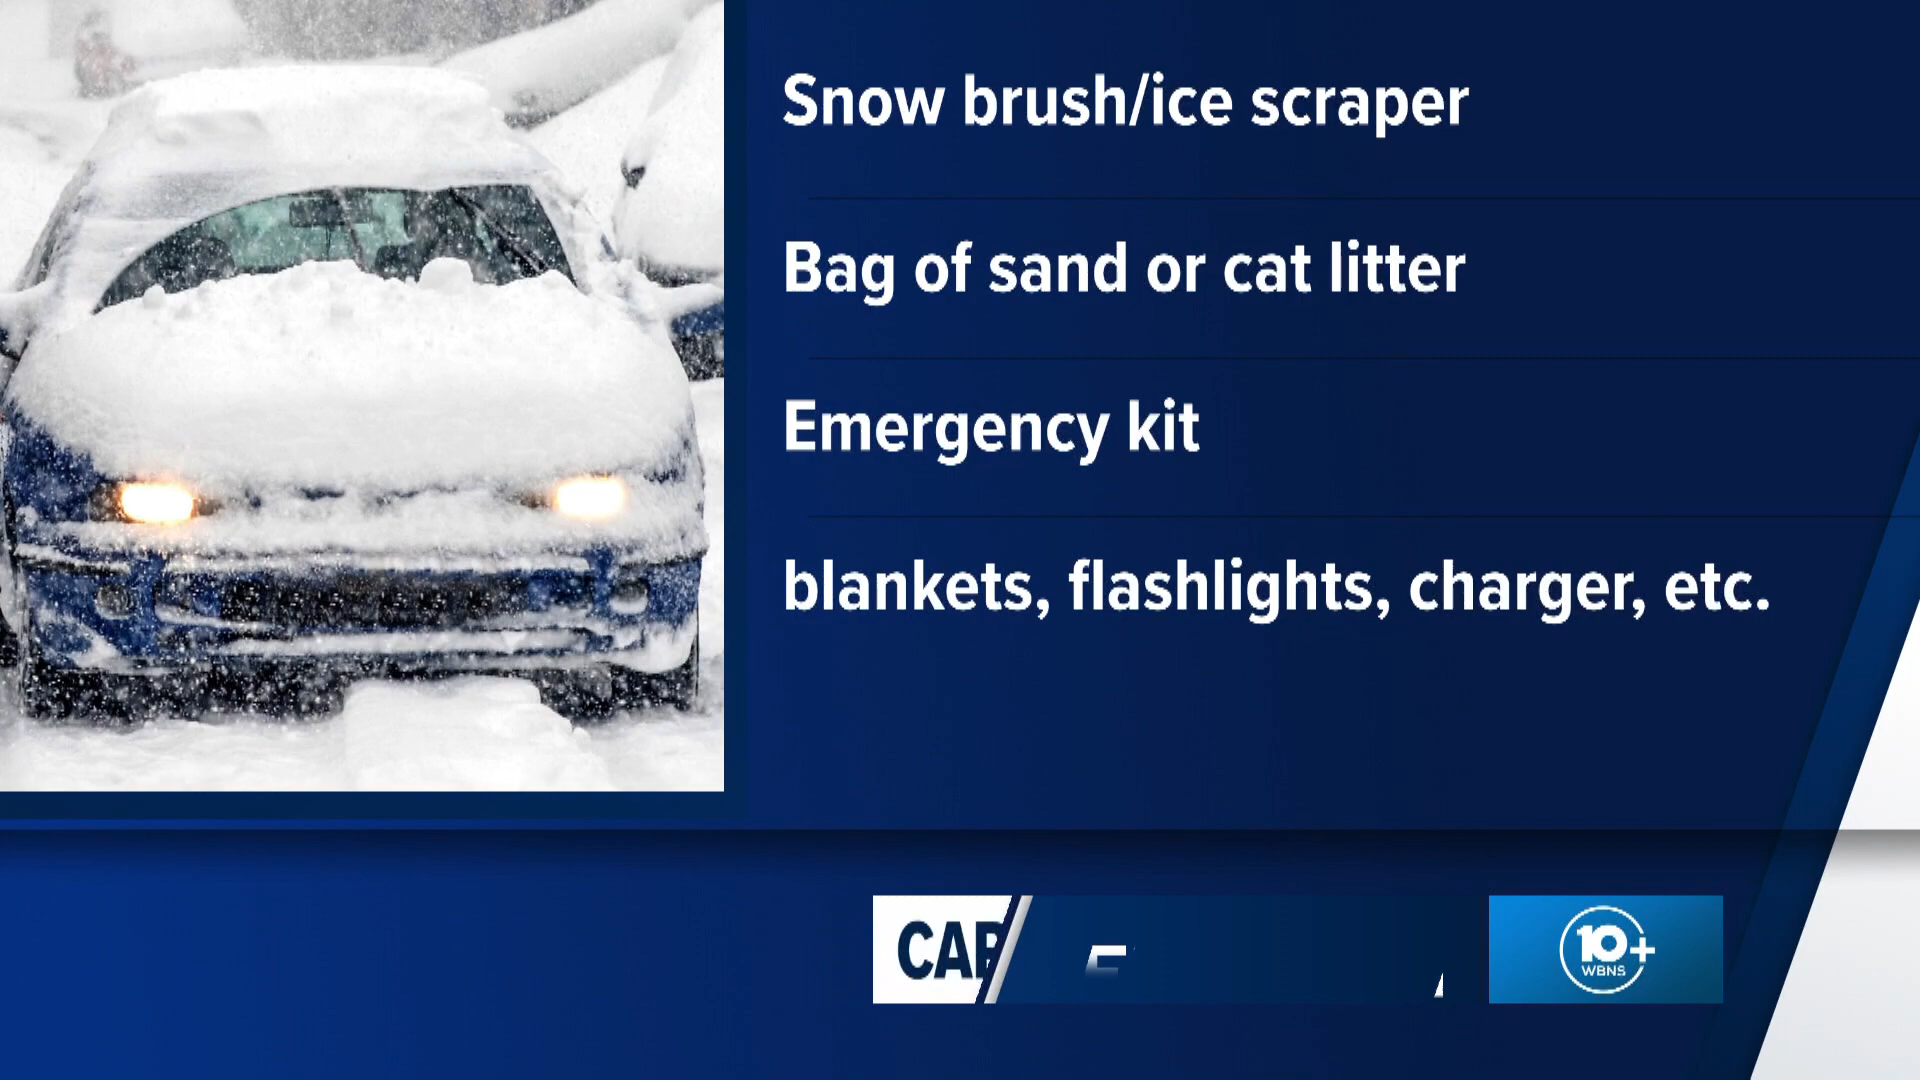 Snow brush/ice scraper
Bag of sand or cat litter
Emergency kit
blankets, flashlights, charger, etc.
10+
WBNS